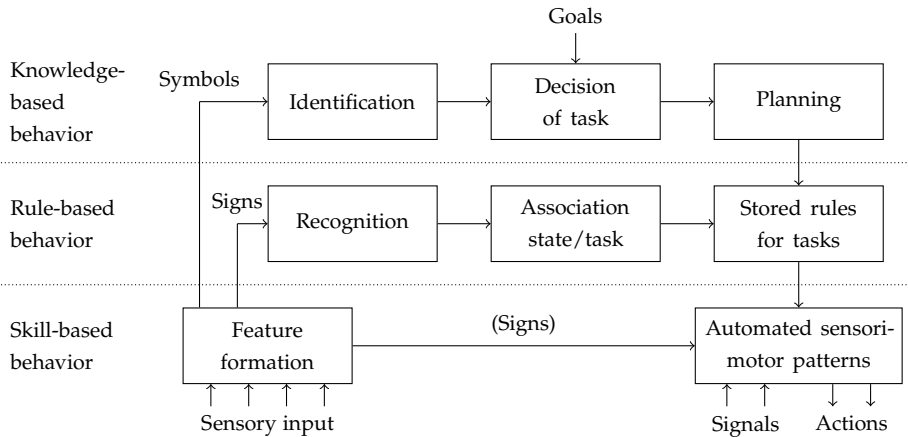 Goals
Knowledge-
based
behavior
Symbols
Identification
Decision
of task
Planning
Rule-based
behavior
Signs
Recognition
Association
state/task
Stored rules
for tasks
Skill-based
behavior
Feature
formation
(Signs)
Automated sensori-
motor patterns
Sensory input
Signals
Actions